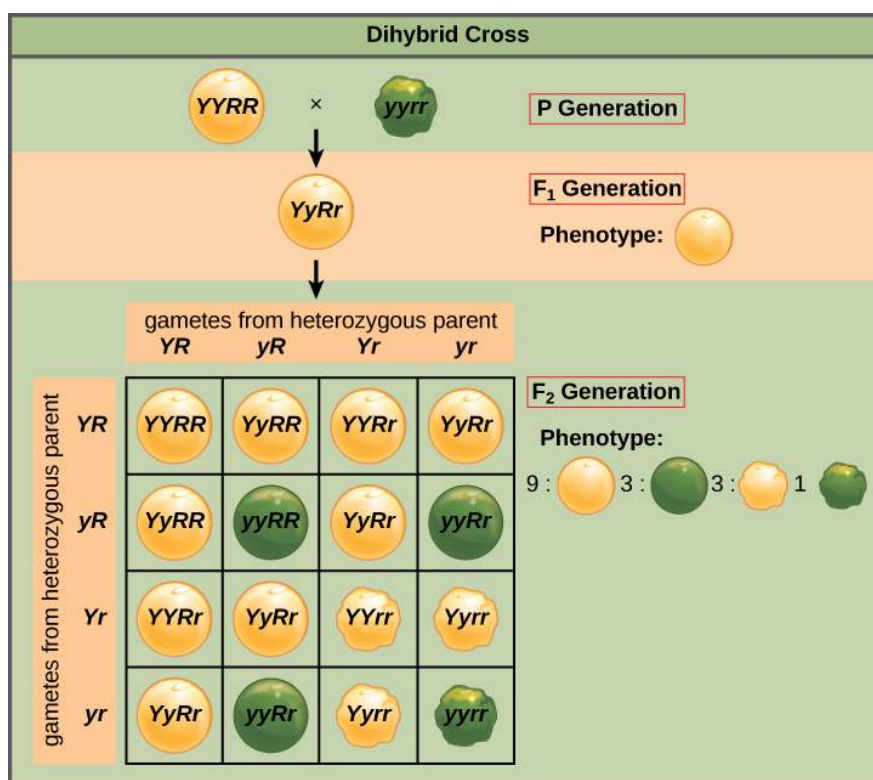 Dihybrid Cross
YYRR × yyrr P Generation
YyRr F₁ Generation
Phenotype:
gametes from heterozygous parent
YR yR Yr yr
gametes from heterozygous parent
YR YYRR YyRR YYRr YyRr
yR YyRR yyRR YyRr yyRr
Yr YYRr YyRr YYrr Yyrr
yr YyRr yyRr Yyrr yyrr
F₂ Generation
Phenotype:
9 : 3 : 3 : 1